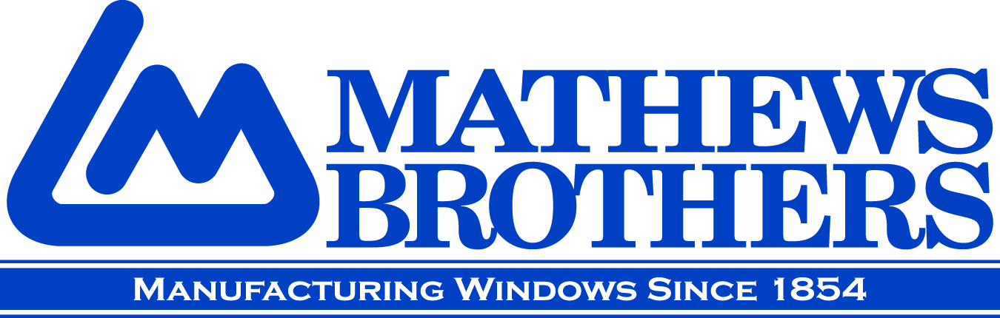 MATHEWS
BROTHERS
MANUFACTURING WINDOWS SINCE 1854